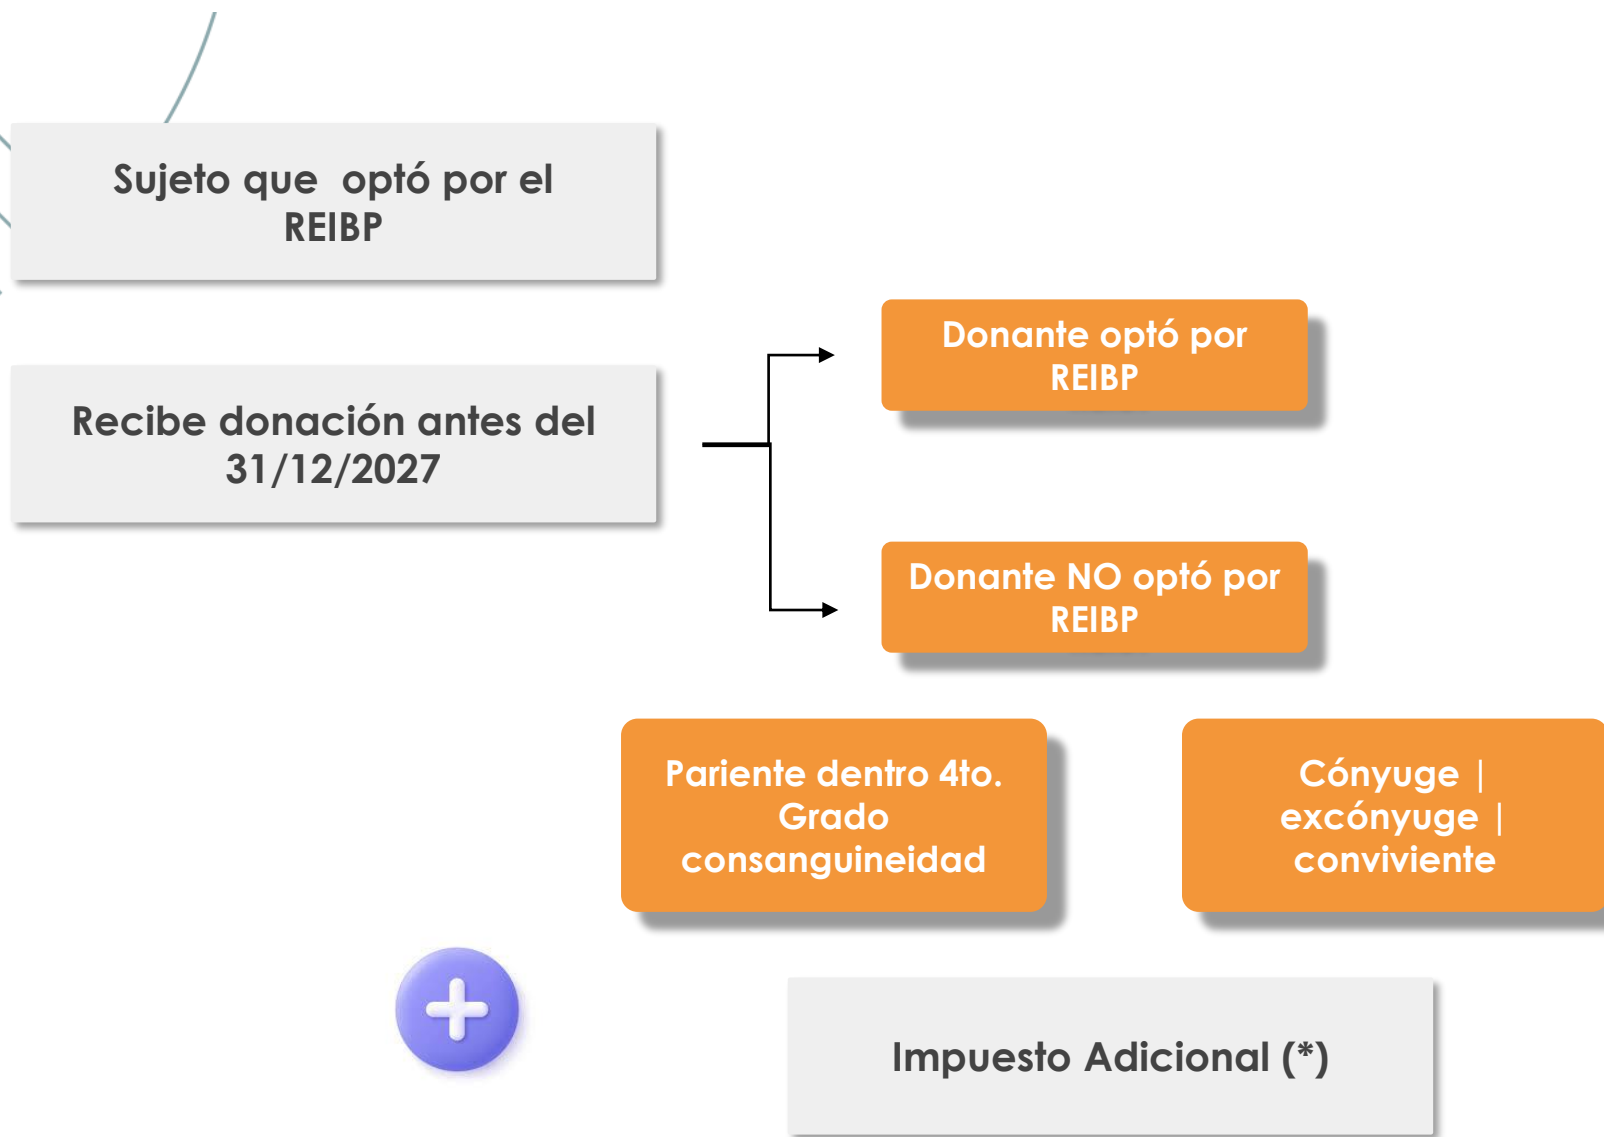 Sujeto que optó por el
REIBP
Recibe donación antes del
31/12/2027
Donante optó por
REIBP
Donante NO optó por
REIBP
Pariente dentro 4to.
Grado
consanguineidad
Cónyuge |
excónyuge |
conviviente
Impuesto Adicional (*)